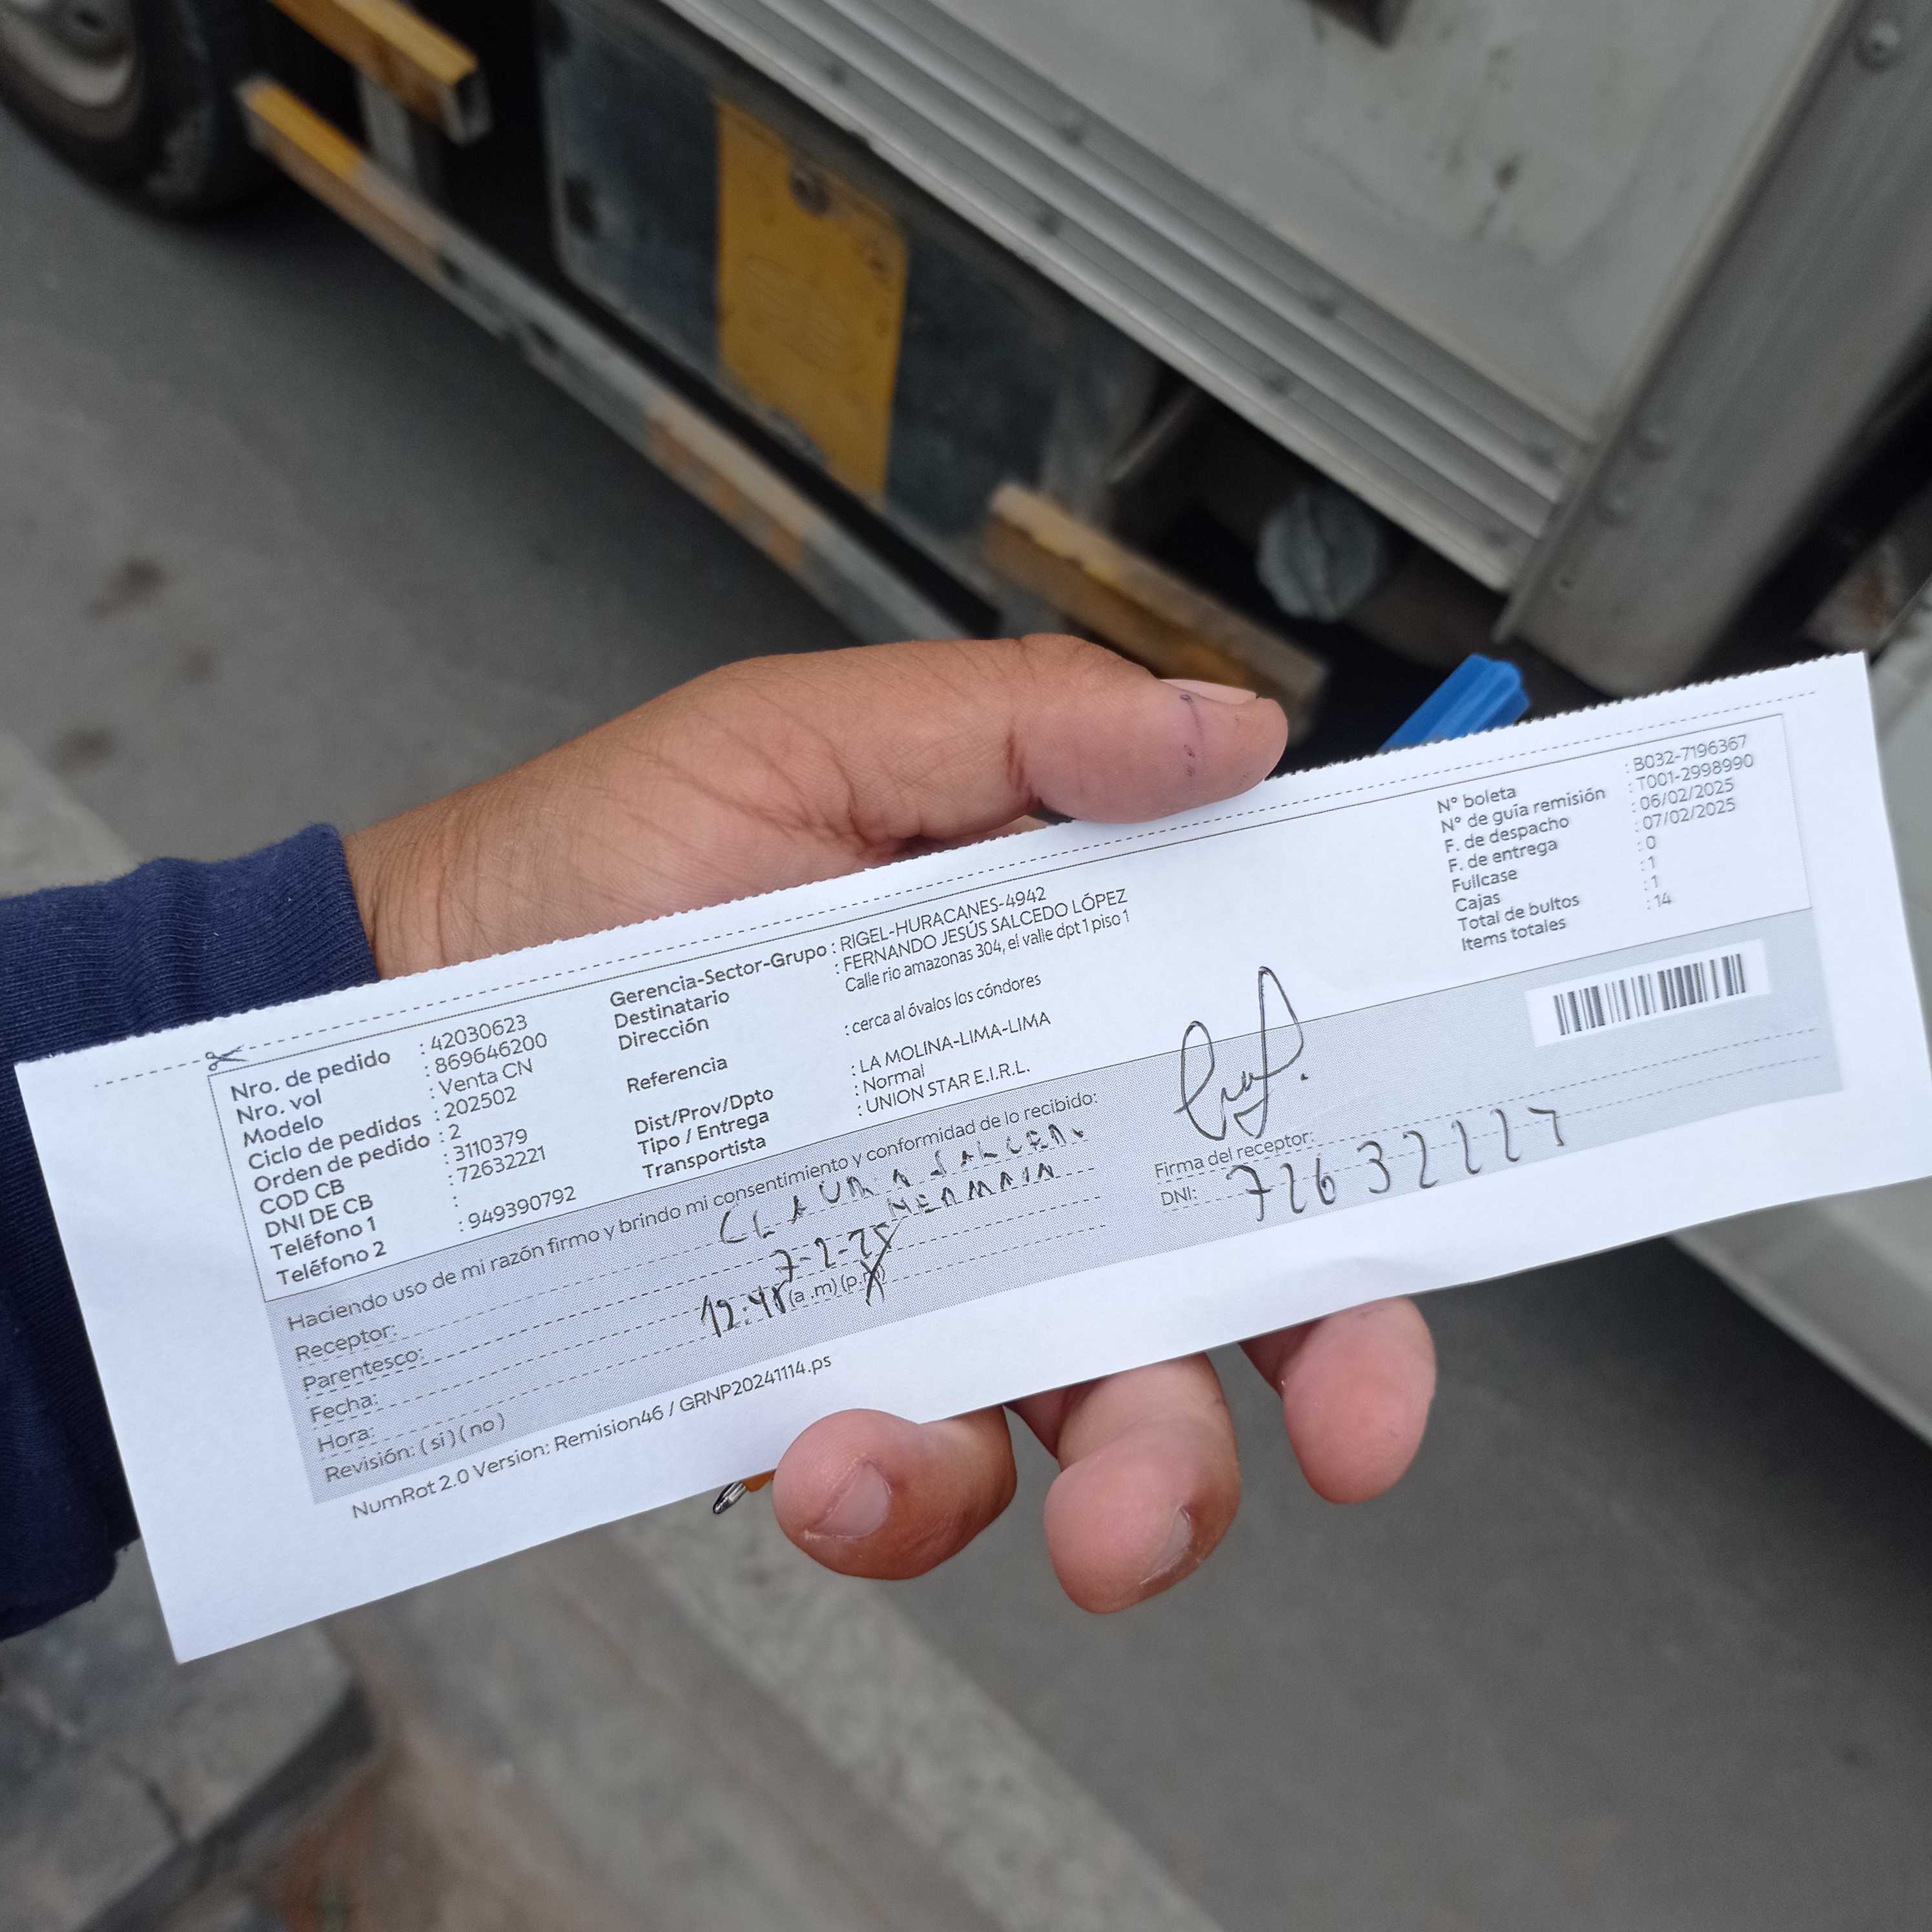 Nro. de pedido : 42030623
Nro. vol : 869646200
Modelo : Venta CN
Ciclo de pedidos : 202502
Orden de pedido : 2
COD CB : 3110379
DNI DE CB : 72632221
Teléfono 1 :
Teléfono 2 : 949390792
Gerencia-Sector-Grupo : RIGEL-HURACANES-4942
Destinatario : FERNANDO JESÚS SALCEDO LÓPEZ
Dirección Calle rio amazonas 304, el valle dpt 1 piso 1
Referencia : cerca al óvalos los cóndores
Dist/Prov/Dpto : LA MOLINA-LIMA-LIMA
Tipo / Entrega : Normal
Transportista : UNION STAR E.I.R.L.
N° boleta : B032-7196367
N° de guía remisión : T001-2998990
F. de despacho : 06/02/2025
F. de entrega : 07/02/2025
Fullcase : 0
Cajas : 1
Total de bultos : 1
Items totales : 14
Haciendo uso de mi razón firmo y brindo mi consentimiento y conformidad de lo recibido:
Receptor: CLAUDIA SALCEDO
Parentesco: HERMANA
Fecha: 7-2-25
Hora: 12:48 (a .m) (p.m)
Revisión: ( si ) ( no )
Firma del receptor:
DNI: 72632227
NumRot 2.0 Version: Remision46 / GRNP20241114.ps